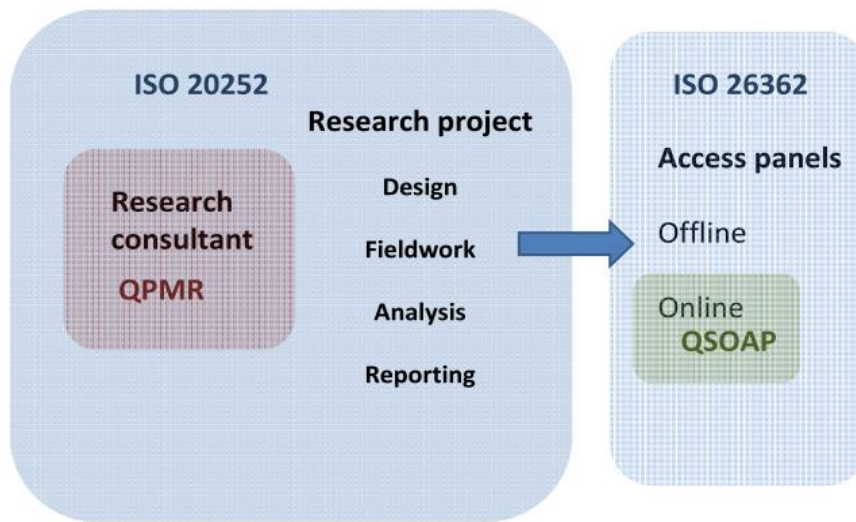 ISO 20252
Research project
Research
consultant
QPMR
Design
Fieldwork
Analysis
Reporting
ISO 26362
Access panels
Offline
Online
QSOAP